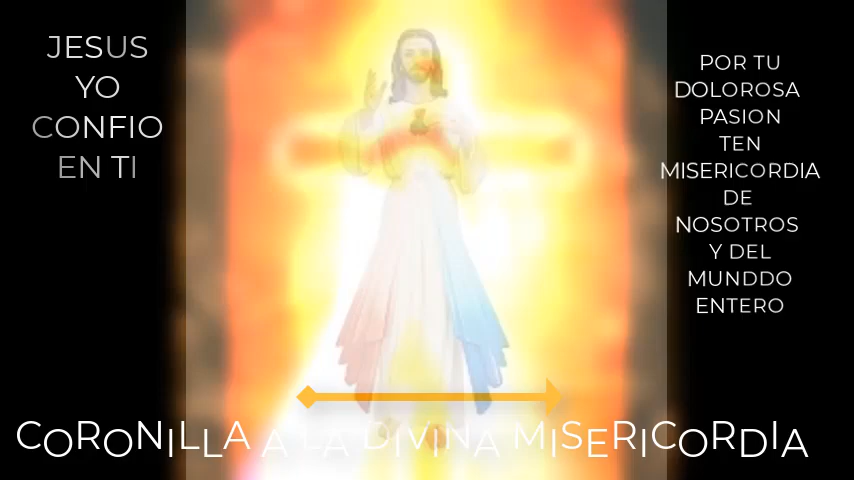 JESUS
YO
CONFIO
EN TI
POR TU
DOLOROSA
PASION
TEN
MISERICORDIA
DE
NOSOTROS
Y DEL
MUNDDO
ENTERO
CORONILLA A LA DIVINA MISERICORDIA